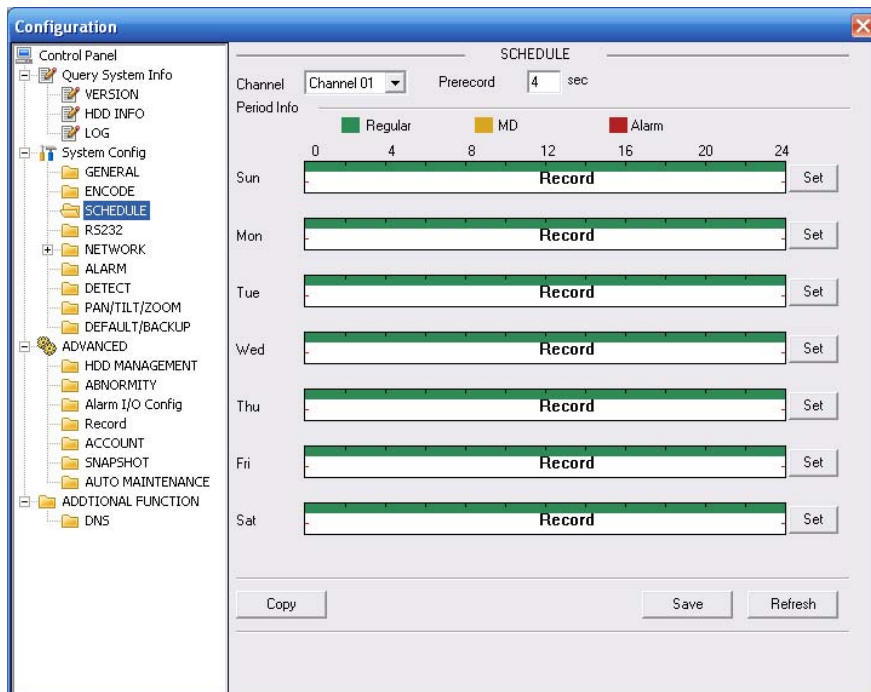 Configuration
Control Panel
Query System Info
VERSION
HDD INFO
LOG
System Config
GENERAL
ENCODE
SCHEDULE
RS232
NETWORK
ALARM
DETECT
PAN/TILT/ZOOM
DEFAULT/BACKUP
ADVANCED
HDD MANAGEMENT
ABNORMITY
Alarm I/O Config
Record
ACCOUNT
SNAPSHOT
AUTO MAINTENANCE
ADDTIONAL FUNCTION
DNS
SCHEDULE
Channel Channel 01 Prerecord 4 sec
Period Info
Regular MD Alarm
0 4 8 12 16 20 24
Sun Record Set
Mon Record Set
Tue Record Set
Wed Record Set
Thu Record Set
Fri Record Set
Sat Record Set
Copy Save Refresh